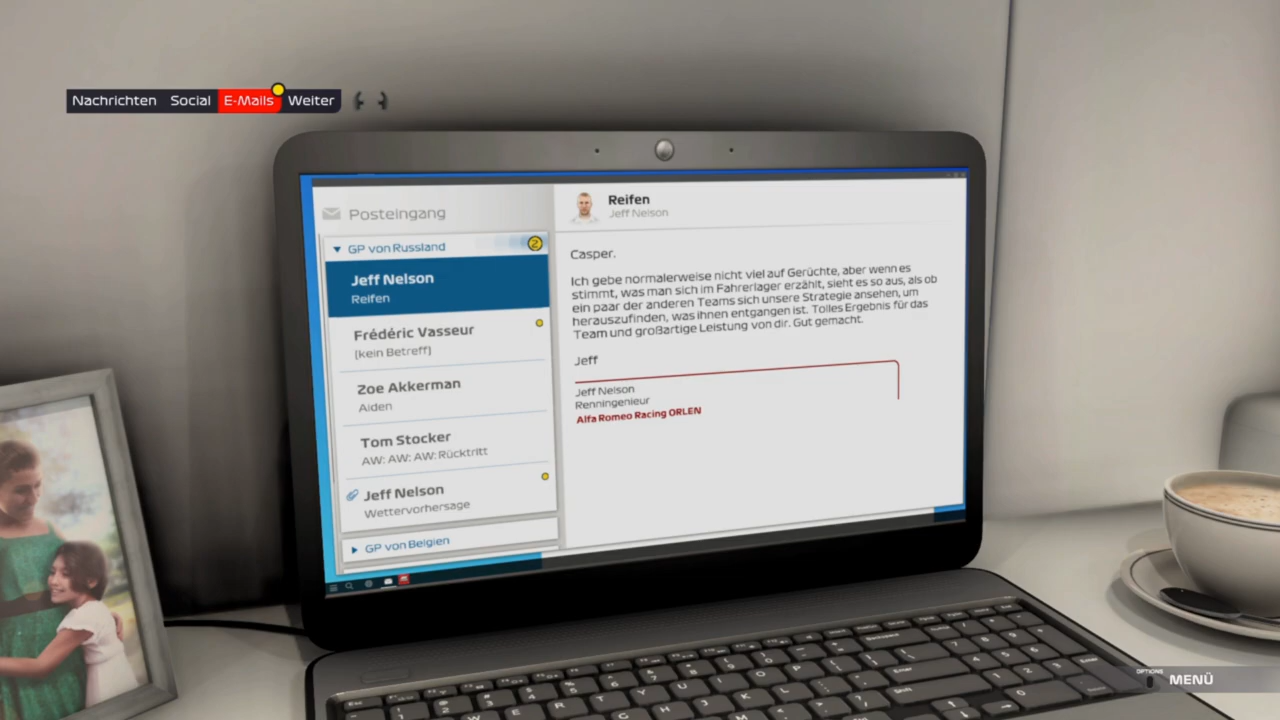 Nachrichten Social E-Mails Weiter
Posteingang
GP von Russland 2
Jeff Nelson
Reifen
Frédéric Vasseur
(kein Betreff)
Zoe Akkerman
Aiden
Tom Stocker
AW: AW: AW: Rücktritt
Jeff Nelson
Wettervorhersage
GP von Belgien
Reifen
Jeff Nelson
Casper.
Ich gebe normalerweise nicht viel auf Gerüchte, aber wenn es
stimmt, was man sich im Fahrerlager erzählt, sieht es so aus, als ob
ein paar der anderen Teams sich unsere Strategie ansehen, um
herauszufinden, was ihnen entgangen ist. Tolles Ergebnis für das
Team und großartige Leistung von dir. Gut gemacht.
Jeff
Jeff Nelson
Renningenieur
Alfa Romeo Racing ORLEN
OPTIONS
MENÜ